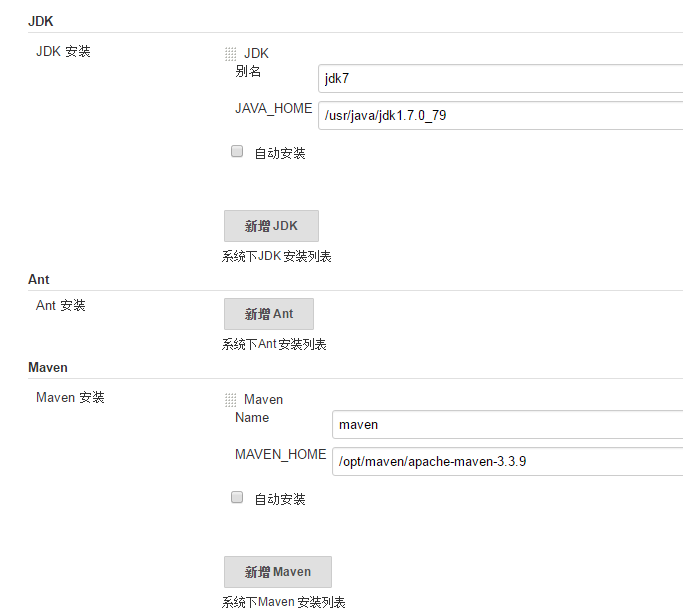 JDK
JDK 安装
JDK
别名
jdk7
JAVA_HOME
/usr/java/jdk1.7.0_79
自动安装
新增 JDK
系统下JDK 安装列表
Ant
Ant 安装
新增 Ant
系统下Ant 安装列表
Maven
Maven 安装
Maven
Name
maven
MAVEN_HOME
/opt/maven/apache-maven-3.3.9
自动安装
新增 Maven
系统下Maven 安装列表